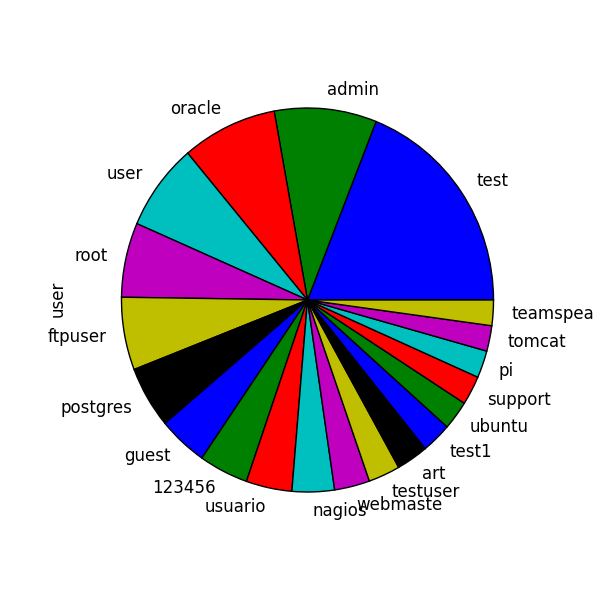 admin
oracle
test
user
root
user
ftpuser
teamspea
tomcat
pi
support
postgres
ubuntu
test1
guest
art
123456
testuser
usuario
webmaste
nagios